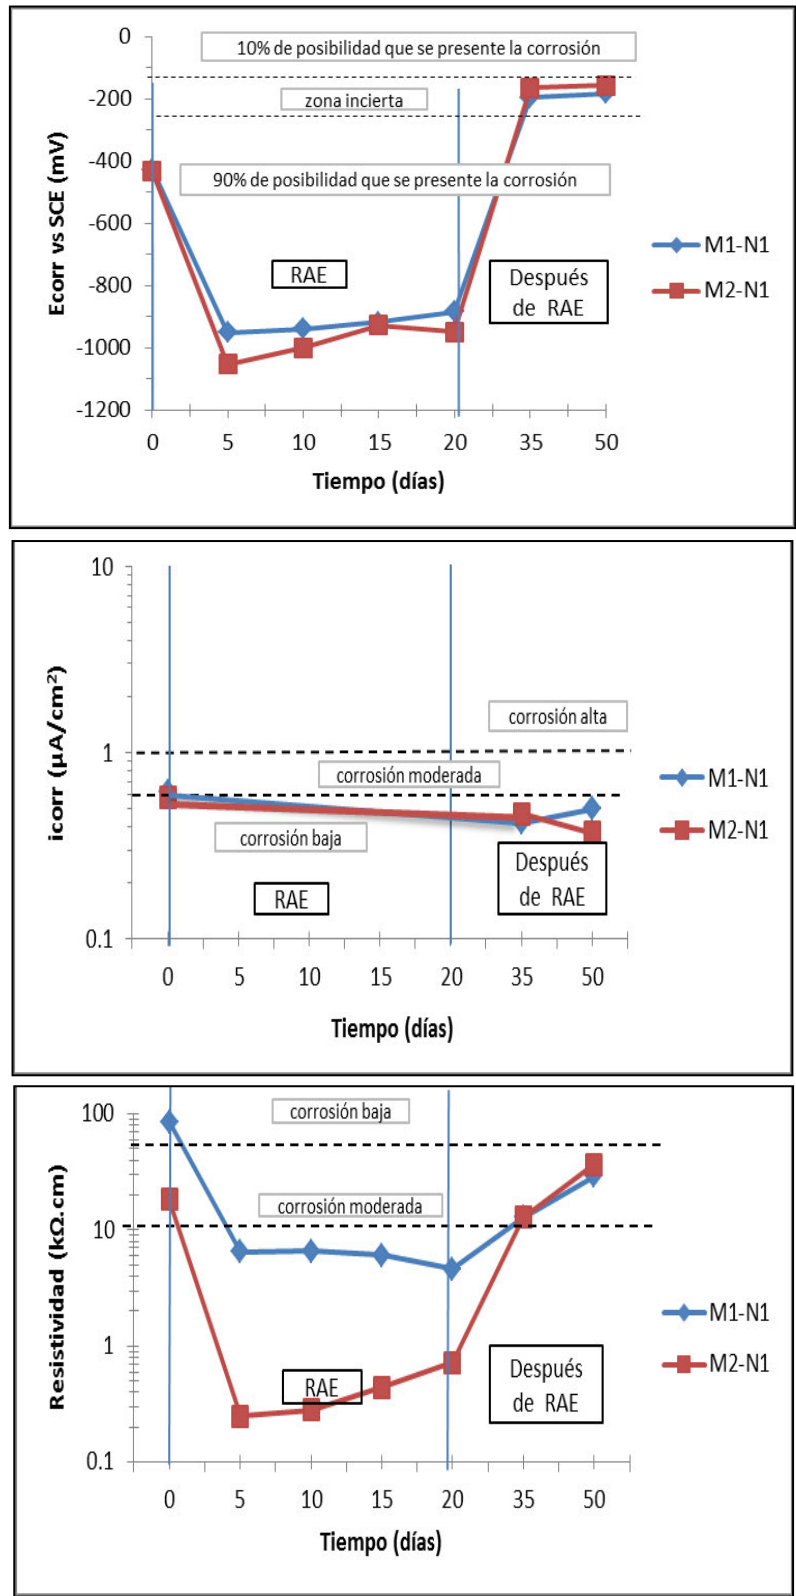 0
10% de posibilidad que se presente la corrosión
-200
zona incierta
-400
90% de posibilidad que se presente la corrosión
-600
-800
-1000
-1200
Ecorr vs SCE (mV)
RAE
Después
de RAE
M1-N1
M2-N1
0 5 10 15 20 35 50
Tiempo (días)
10
1
0.1
icorr (µA/cm²)
corrosión alta
corrosión moderada
corrosión baja
RAE
Después
de RAE
M1-N1
M2-N1
0 5 10 15 20 35 50
Tiempo (días)
100
10
1
0.1
Resistividad (kΩ.cm)
corrosión baja
corrosión moderada
RAE
Después
de RAE
M1-N1
M2-N1
0 5 10 15 20 35 50
Tiempo (días)